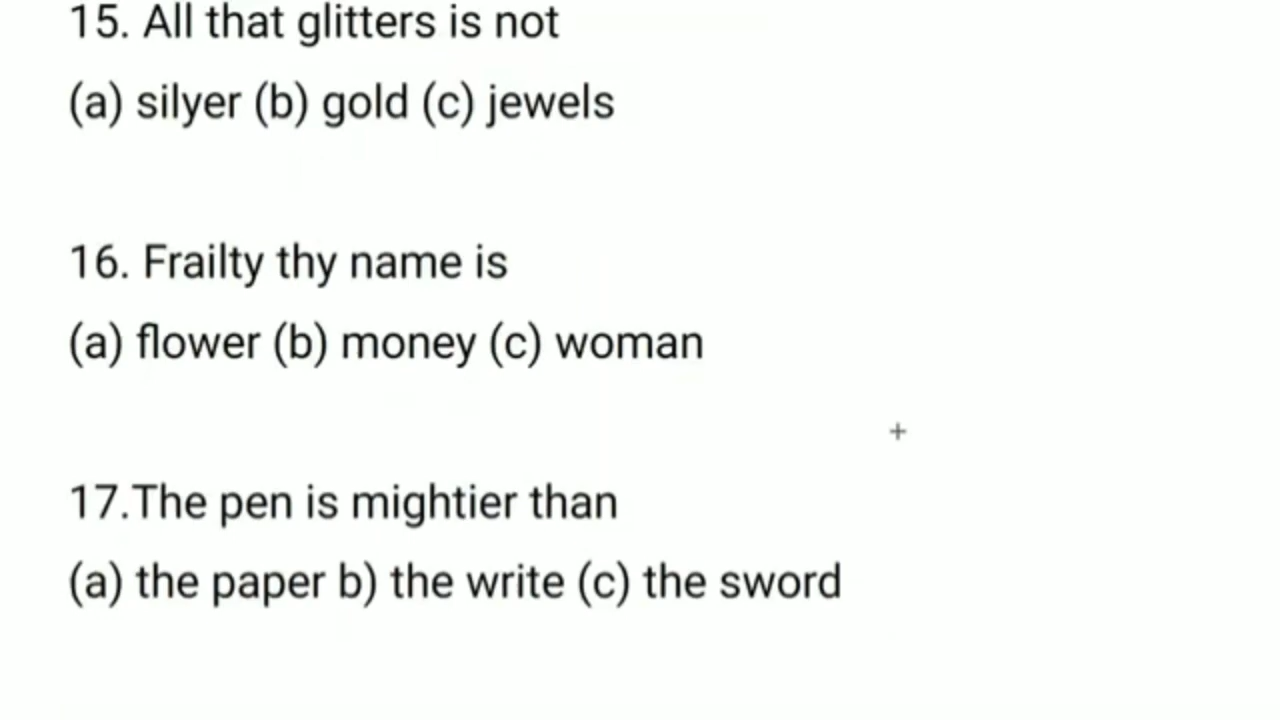 15. All that glitters is not
(a) silyer (b) gold (c) jewels
16. Frailty thy name is
(a) flower (b) money (c) woman
17.The pen is mightier than
(a) the paper b) the write (c) the sword